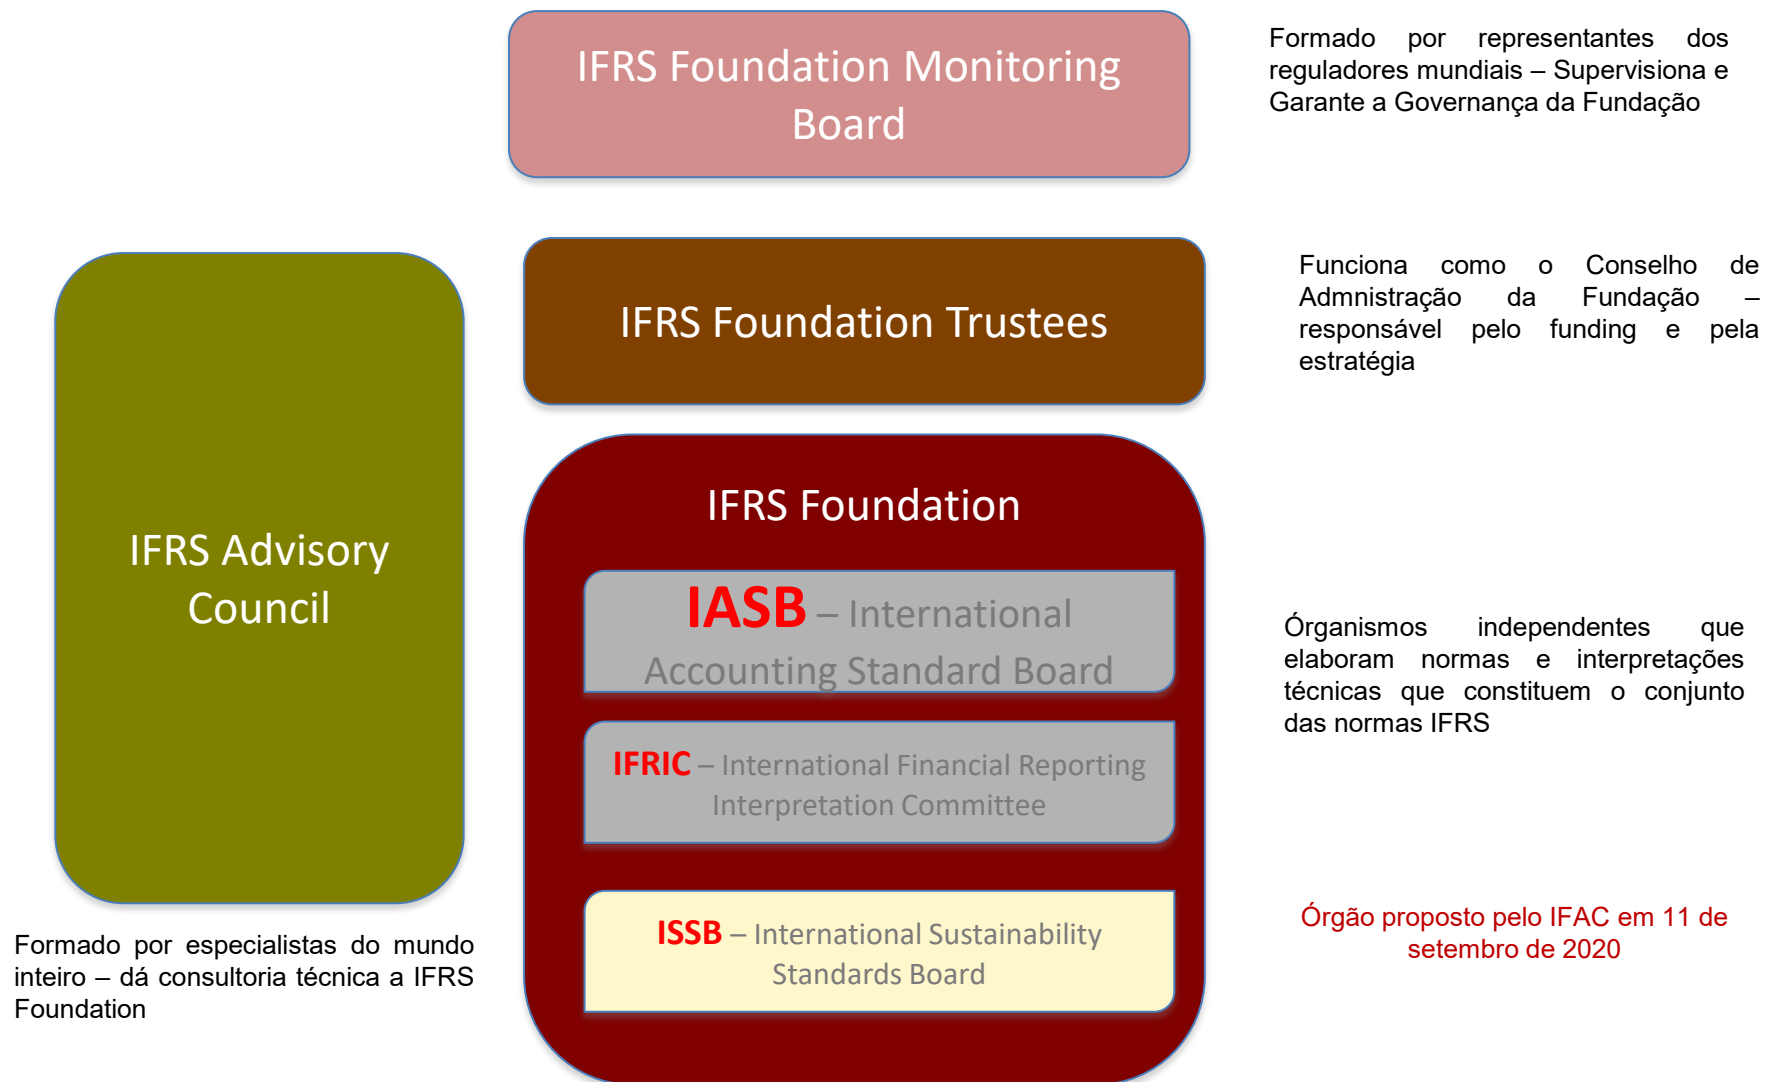 IFRS Foundation Monitoring
Board
Formado por representantes dos
reguladores mundiais – Supervisiona e
Garante a Governança da Fundação
IFRS Foundation Trustees
Funciona como o Conselho de
Admnistração da Fundação –
responsável pelo funding e pela
estratégia
IFRS Advisory
Council
Formado por especialistas do mundo
inteiro – dá consultoria técnica a IFRS
Foundation
IFRS Foundation
IASB – International
Accounting Standard Board
IFRIC – International Financial Reporting
Interpretation Committee
Órganismos independentes que
elaboram normas e interpretações
técnicas que constituem o conjunto
das normas IFRS
ISSB – International Sustainability
Standards Board
Órgão proposto pelo IFAC em 11 de
setembro de 2020